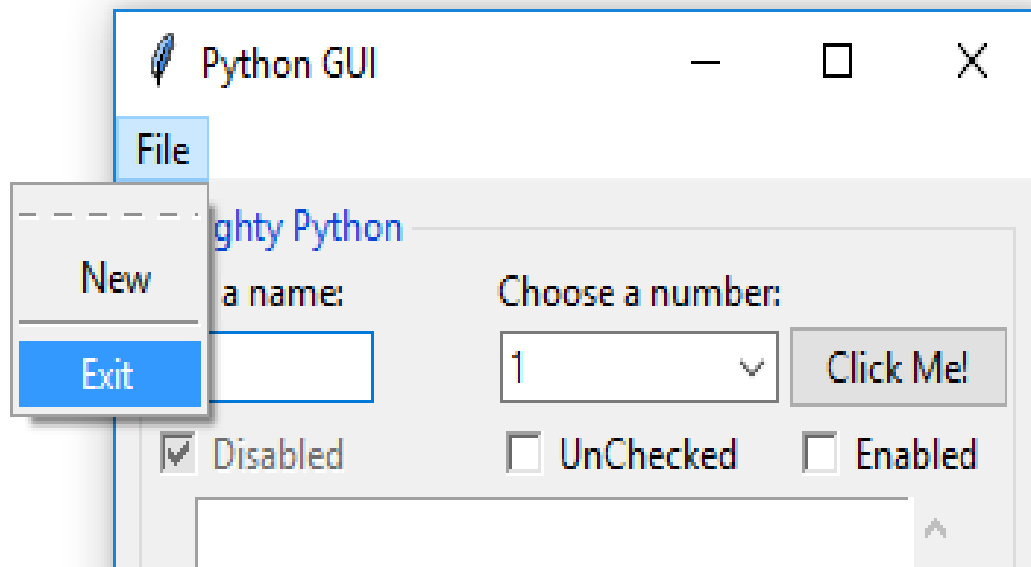 Python GUI
File
ghty Python
New
a name:
Choose a number:
Exit
1
Click Me!
Disabled
UnChecked
Enabled